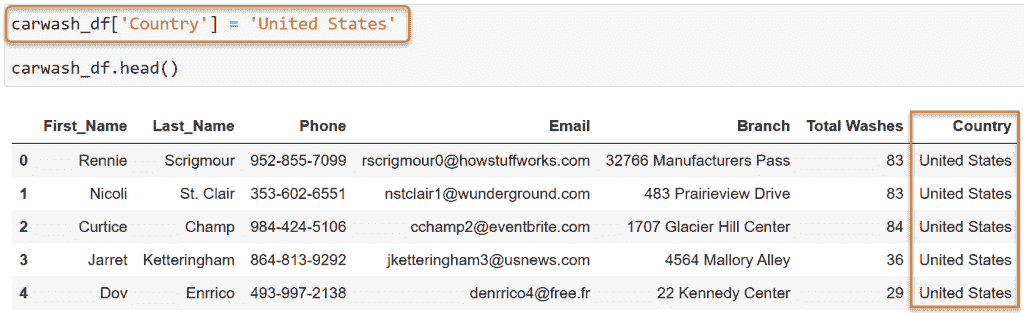 carwash_df['Country'] = 'United States'
carwash_df.head()
First_Name Last_Name Phone Email Branch Total Washes Country
0 Rennie Scrigmour 952-855-7099 rscrigmour0@howstuffworks.com 32766 Manufacturers Pass 83 United States
1 Nicoli St. Clair 353-602-6551 nstclair1@wunderground.com 483 Prairieview Drive 83 United States
2 Curtice Champ 984-424-5106 cchamp2@eventbrite.com 1707 Glacier Hill Center 84 United States
3 Jarret Ketteringham 864-813-9292 jketteringham3@usnews.com 4564 Mallory Alley 36 United States
4 Dov Enrrico 493-997-2138 denrrico4@free.fr 22 Kennedy Center 29 United States